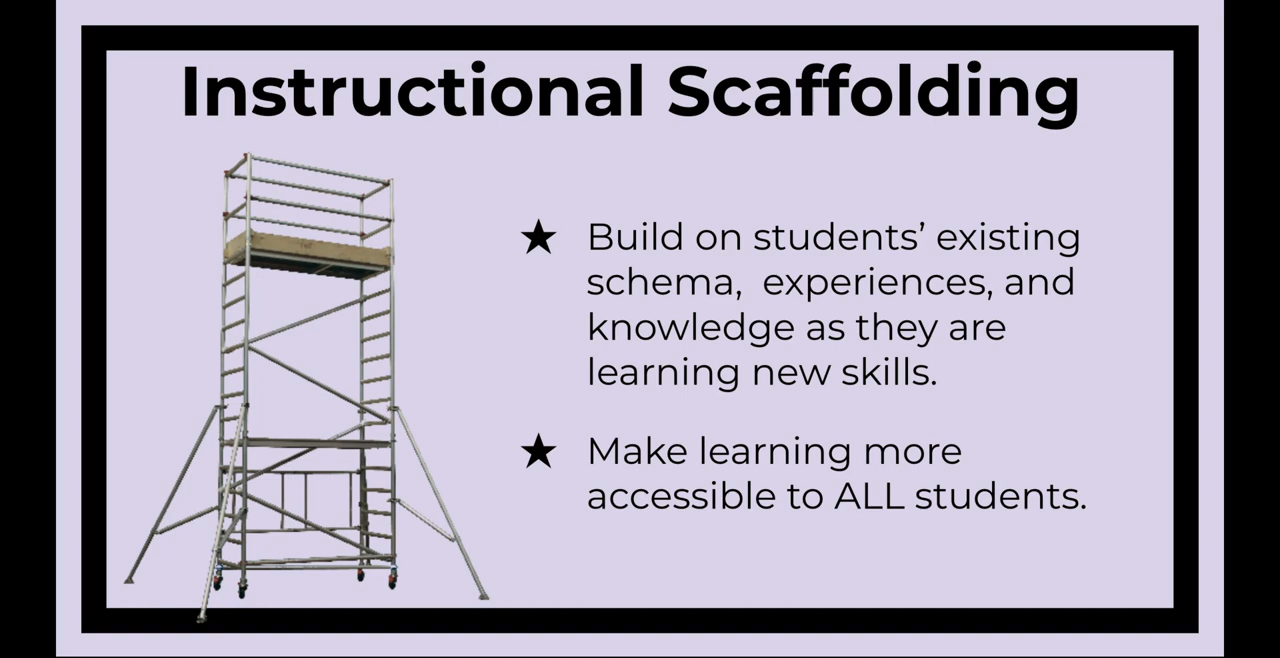 Instructional Scaffolding
★ Build on students’ existing
schema,  experiences, and
knowledge as they are
learning new skills.
★ Make learning more
accessible to ALL students.